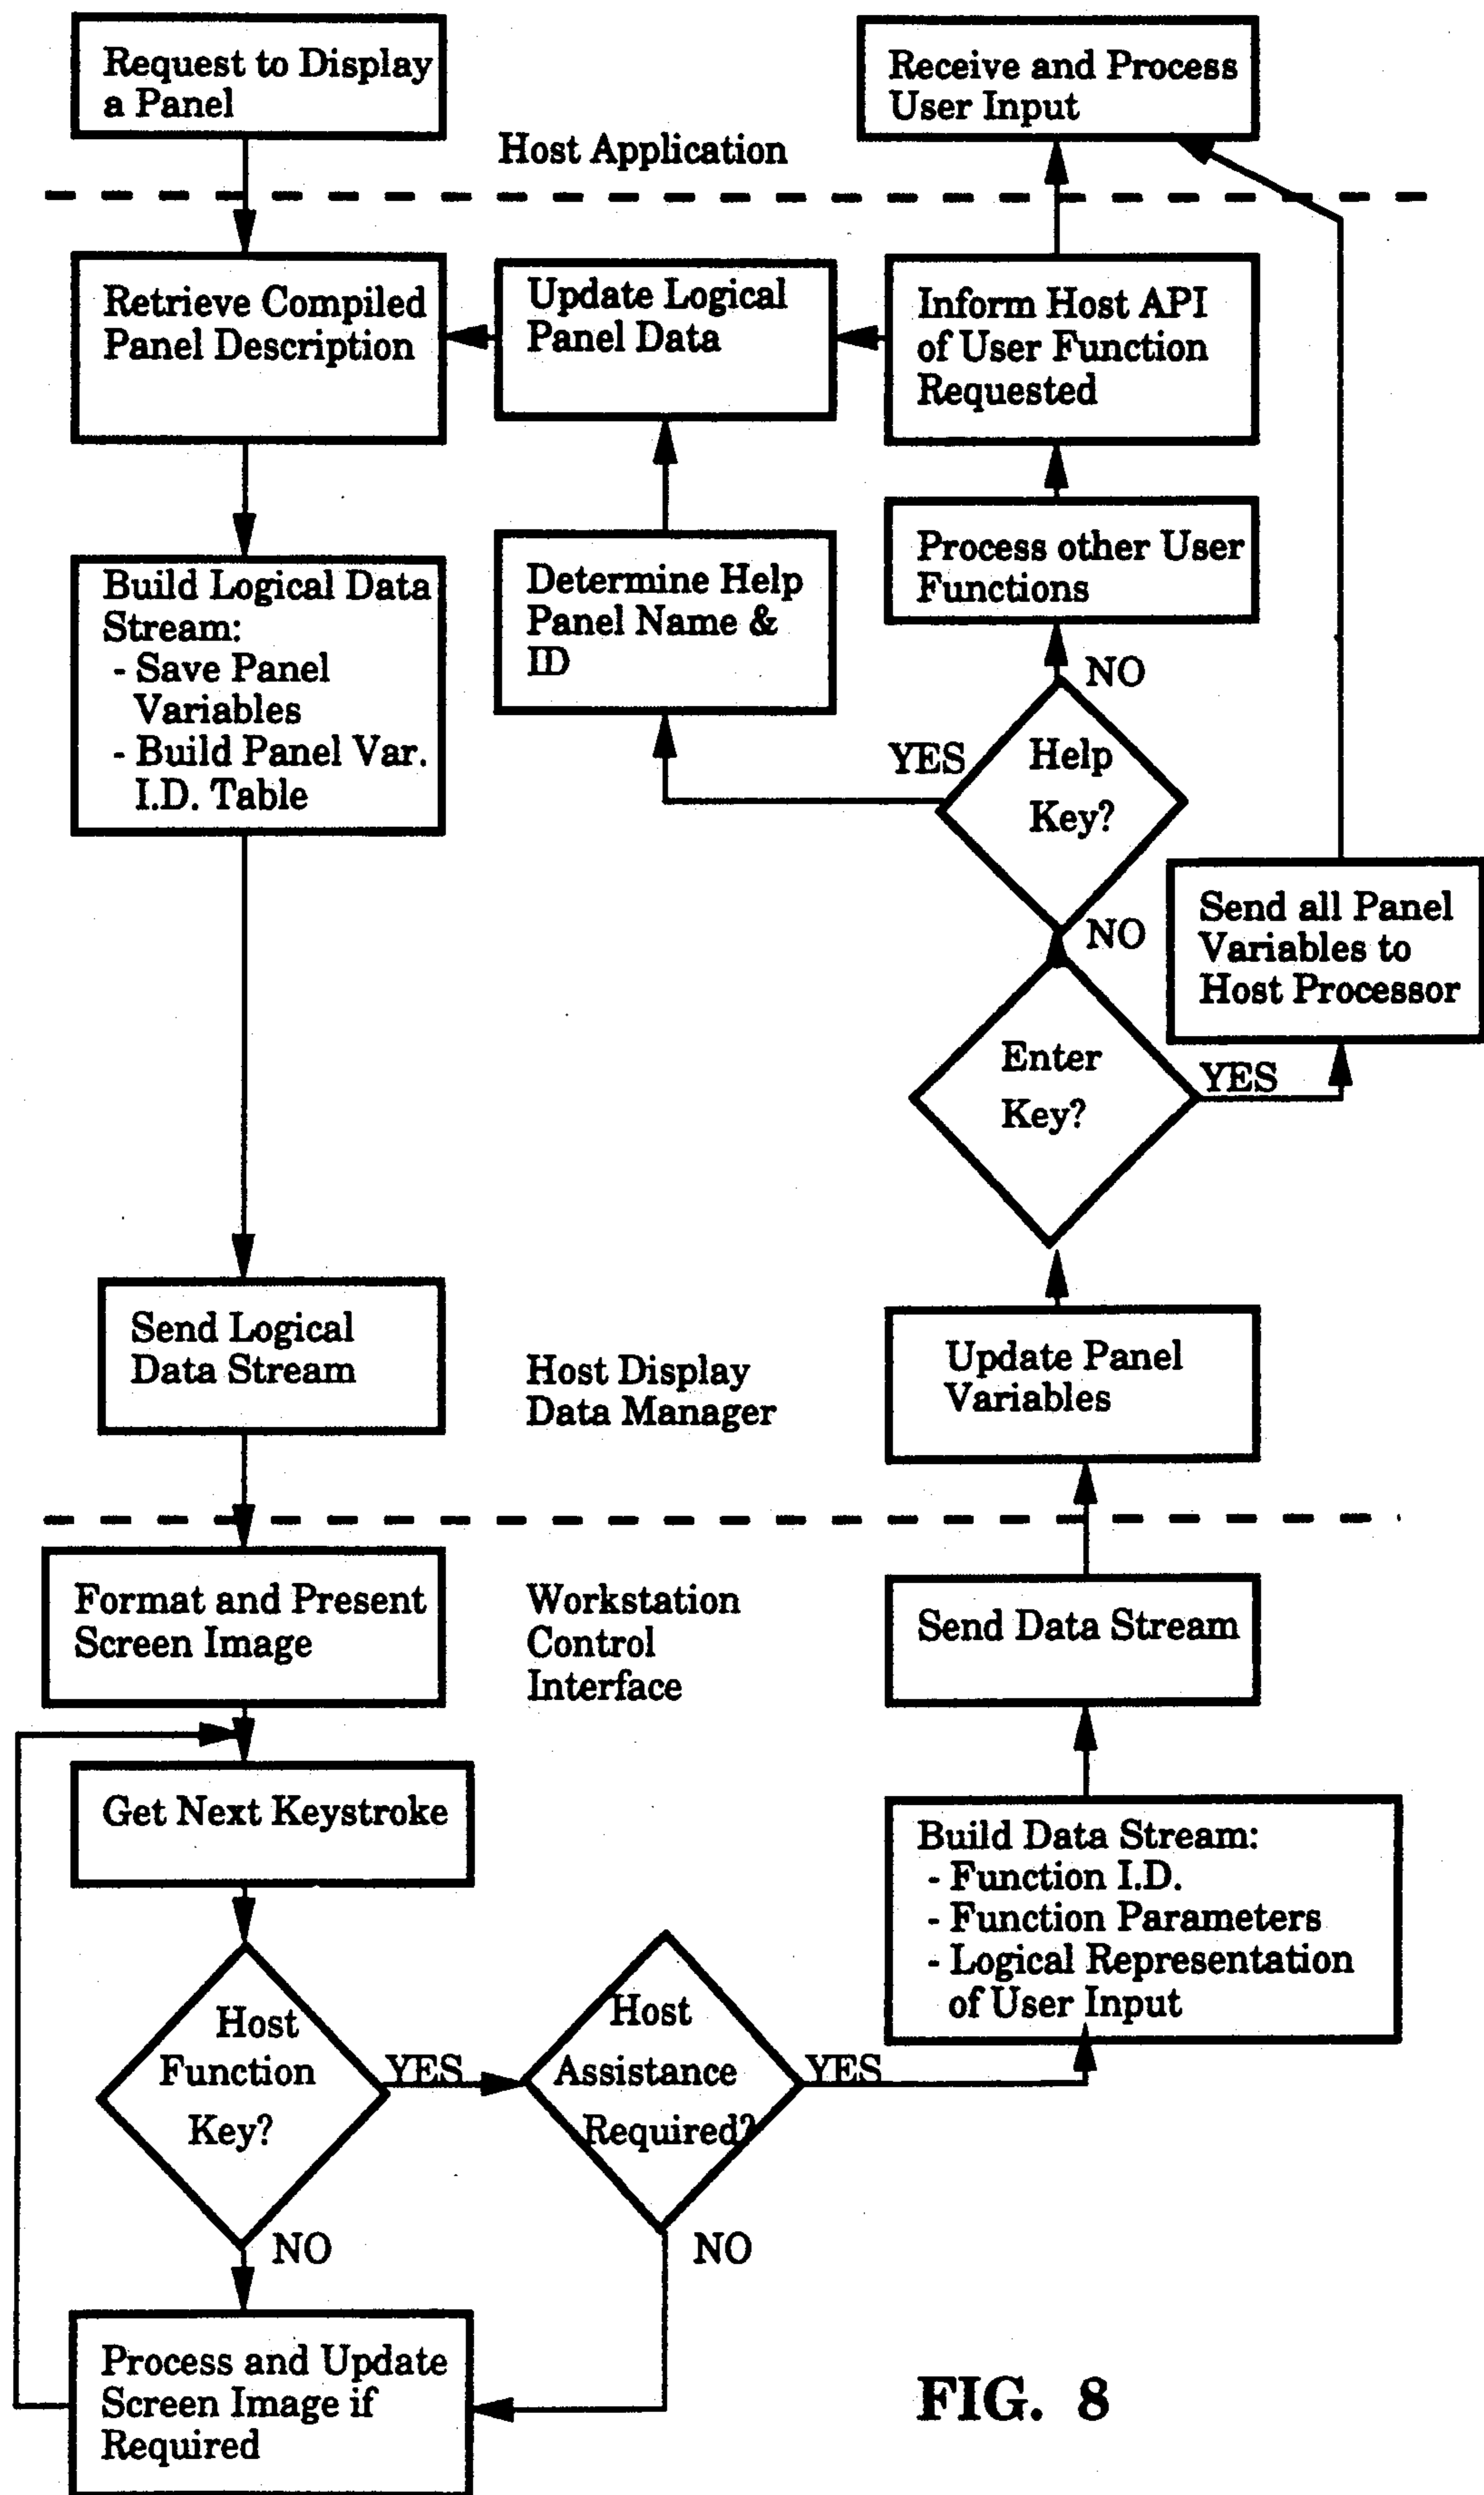 Request to Display
a Panel
Receive and Process
User Input
Host Application
Retrieve Compiled
Panel Description
Update Logical
Panel Data
Inform Host API
of User Function
Requested
Process other User
Functions
Build Logical Data
Stream:
- Save Panel
Variables
- Build Panel Var.
I.D. Table
Determine Help
Panel Name &
ID
NO
YES
Help
Key?
NO
Send all Panel
Variables to
Host Processor
Enter
Key?
YES
Send Logical
Data Stream
Host Display
Data Manager
Update Panel
Variables
Format and Present
Screen Image
Workstation
Control
Interface
Send Data Stream
Get Next Keystroke
Build Data Stream:
- Function I.D.
- Function Parameters
- Logical Representation
of User Input
Host
Function
Key?
YES
Host
Assistance
Required?
YES
NO
NO
Process and Update
Screen Image if
Required
FIG. 8